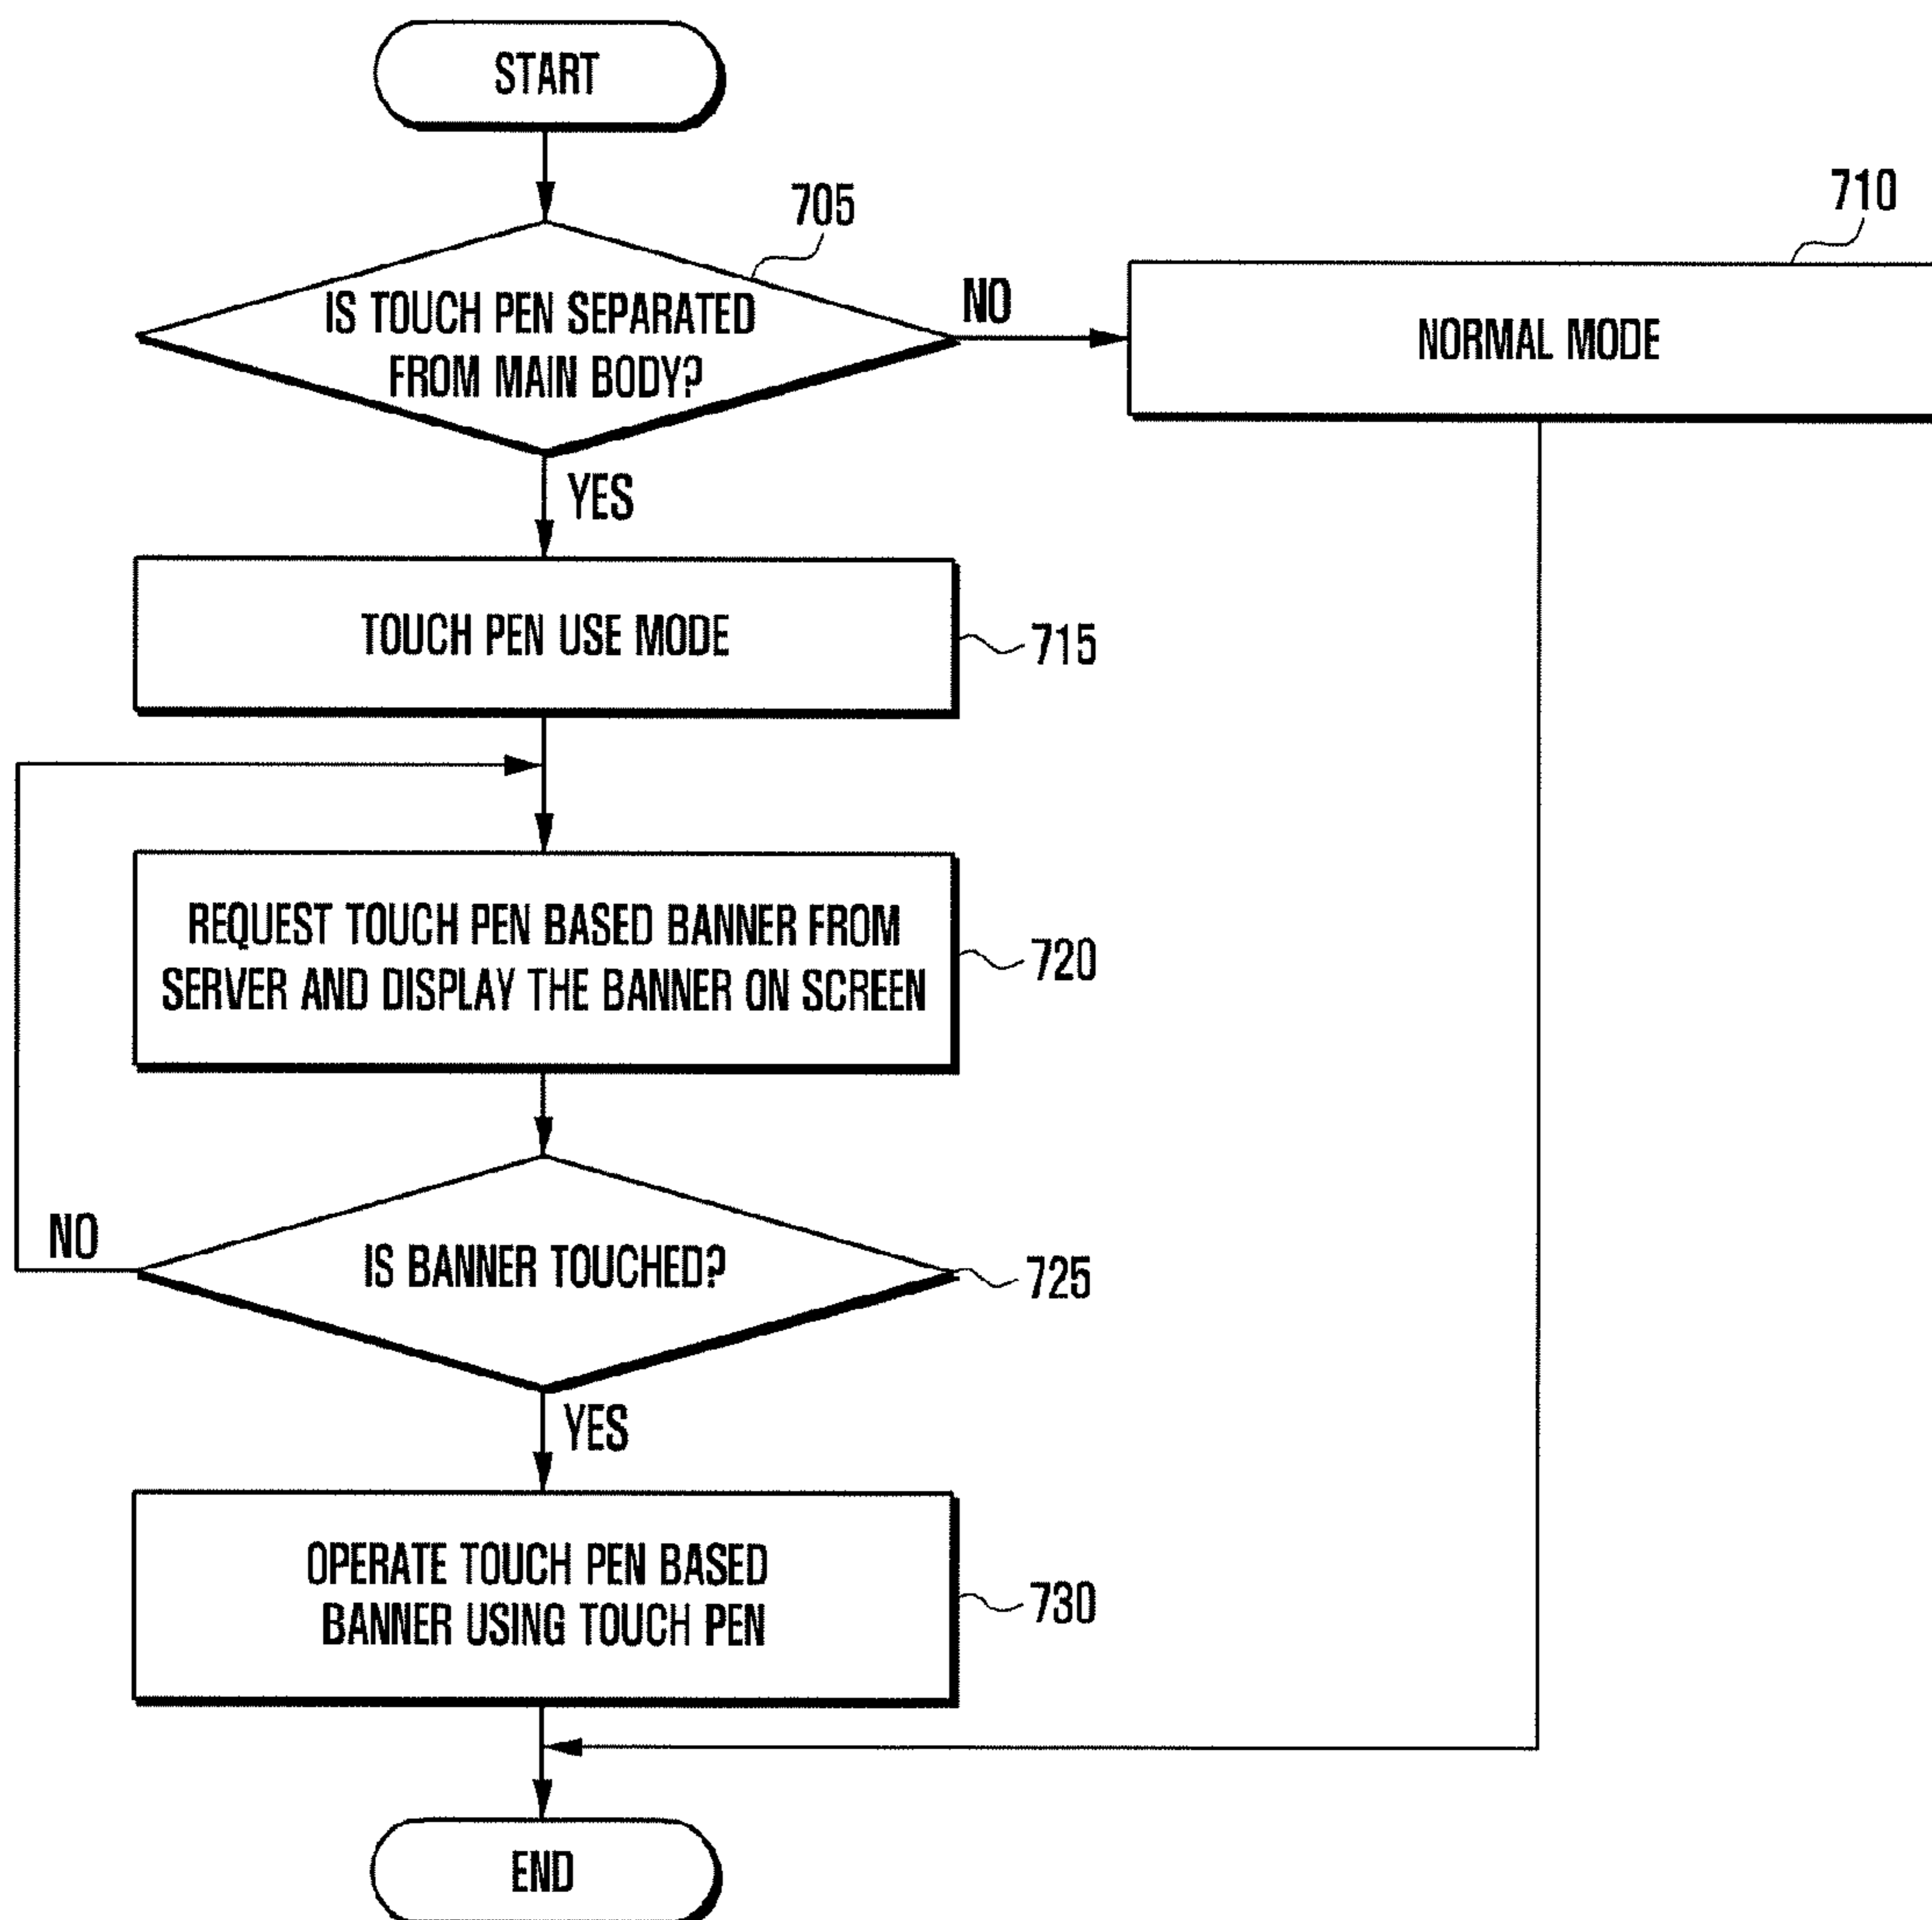 START
705
710
IS TOUCH PEN SEPARATED
FROM MAIN BODY?
NO
NORMAL MODE
YES
TOUCH PEN USE MODE
715
REQUEST TOUCH PEN BASED BANNER FROM
SERVER AND DISPLAY THE BANNER ON SCREEN
720
NO
IS BANNER TOUCHED?
725
YES
OPERATE TOUCH PEN BASED
BANNER USING TOUCH PEN
730
END